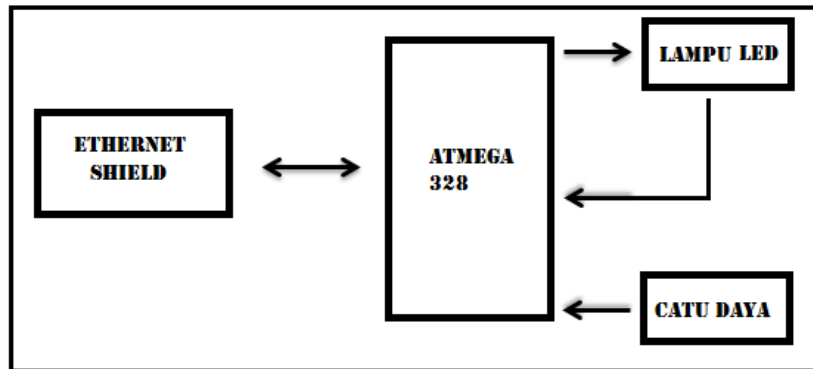 ETHERNET
SHIELD
ATMEGA
328
LAMPU LED
CATU DAYA